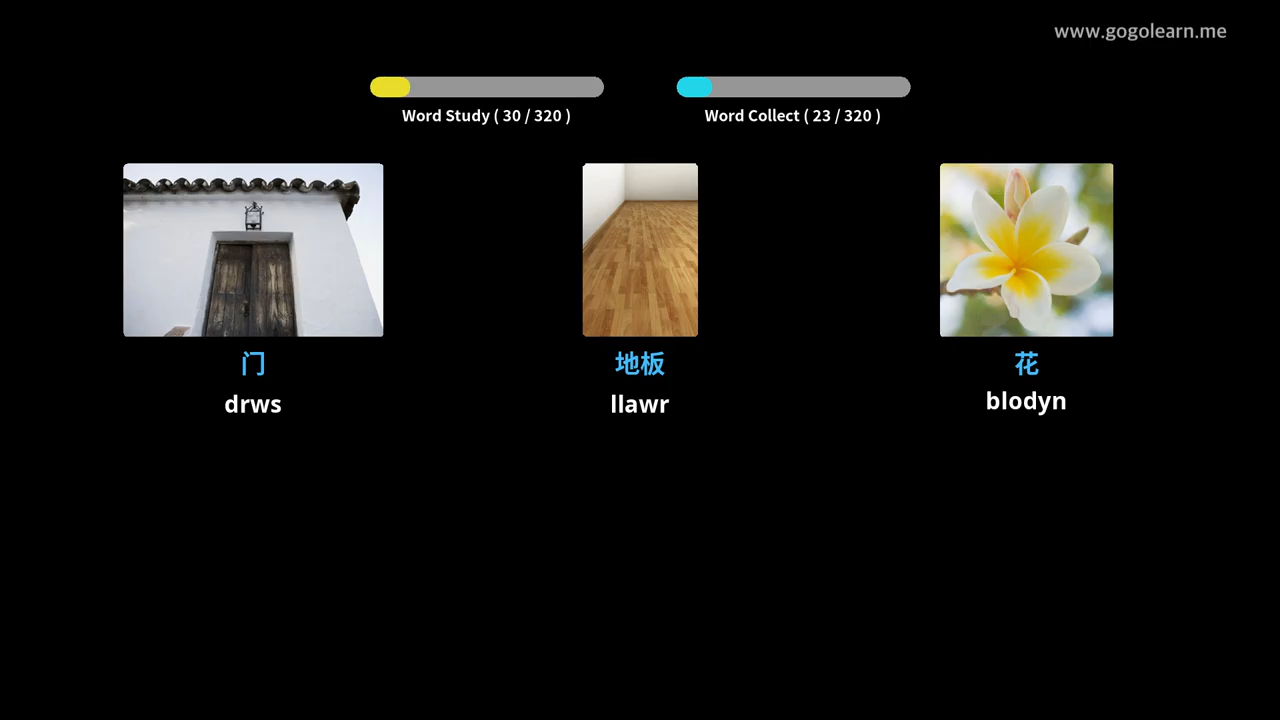 www.gogolearn.me
Word Study ( 30 / 320 )
Word Collect ( 23 / 320 )
门
地板
花
drws
llawr
blodyn